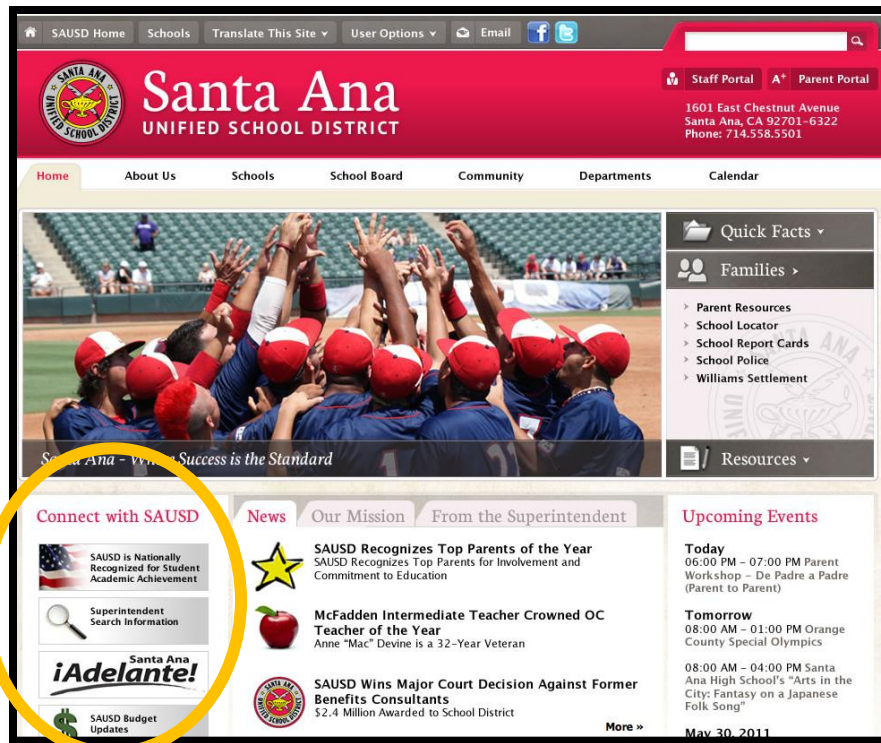 SAUSD Home Schools Translate This Site User Options Email
Staff Portal A+ Parent Portal
SANTA ANA UNIFIED SCHOOL DISTRICT
Santa Ana
UNIFIED SCHOOL DISTRICT
1601 East Chestnut Avenue
Santa Ana, CA 92701-6322
Phone: 714.558.5501
Home About Us Schools School Board Community Departments Calendar
Quick Facts
Families
Parent Resources
School Locator
School Report Cards
School Police
Williams Settlement
Resources
Santa Ana - Where Success is the Standard
Connect with SAUSD
SAUSD is Nationally
Recognized for Student
Academic Achievement
Superintendent
Search Information
Santa Ana
¡Adelante!
SAUSD Budget
Updates
News Our Mission From the Superintendent
SAUSD Recognizes Top Parents of the Year
SAUSD Recognizes Top Parents for Involvement and
Commitment to Education
McFadden Intermediate Teacher Crowned OC
Teacher of the Year
Anne "Mac" Devine is a 32-Year Veteran
SAUSD Wins Major Court Decision Against Former
Benefits Consultants
$2.4 Million Awarded to School District
More »
Upcoming Events
Today
06:00 PM - 07:00 PM Parent
Workshop - De Padre a Padre
(Parent to Parent)
Tomorrow
08:00 AM - 01:00 PM Orange
County Special Olympics
08:00 AM - 04:00 PM Santa
Ana High School's "Arts in the
City: Fantasy on a Japanese
Folk Song"
May 30, 2011